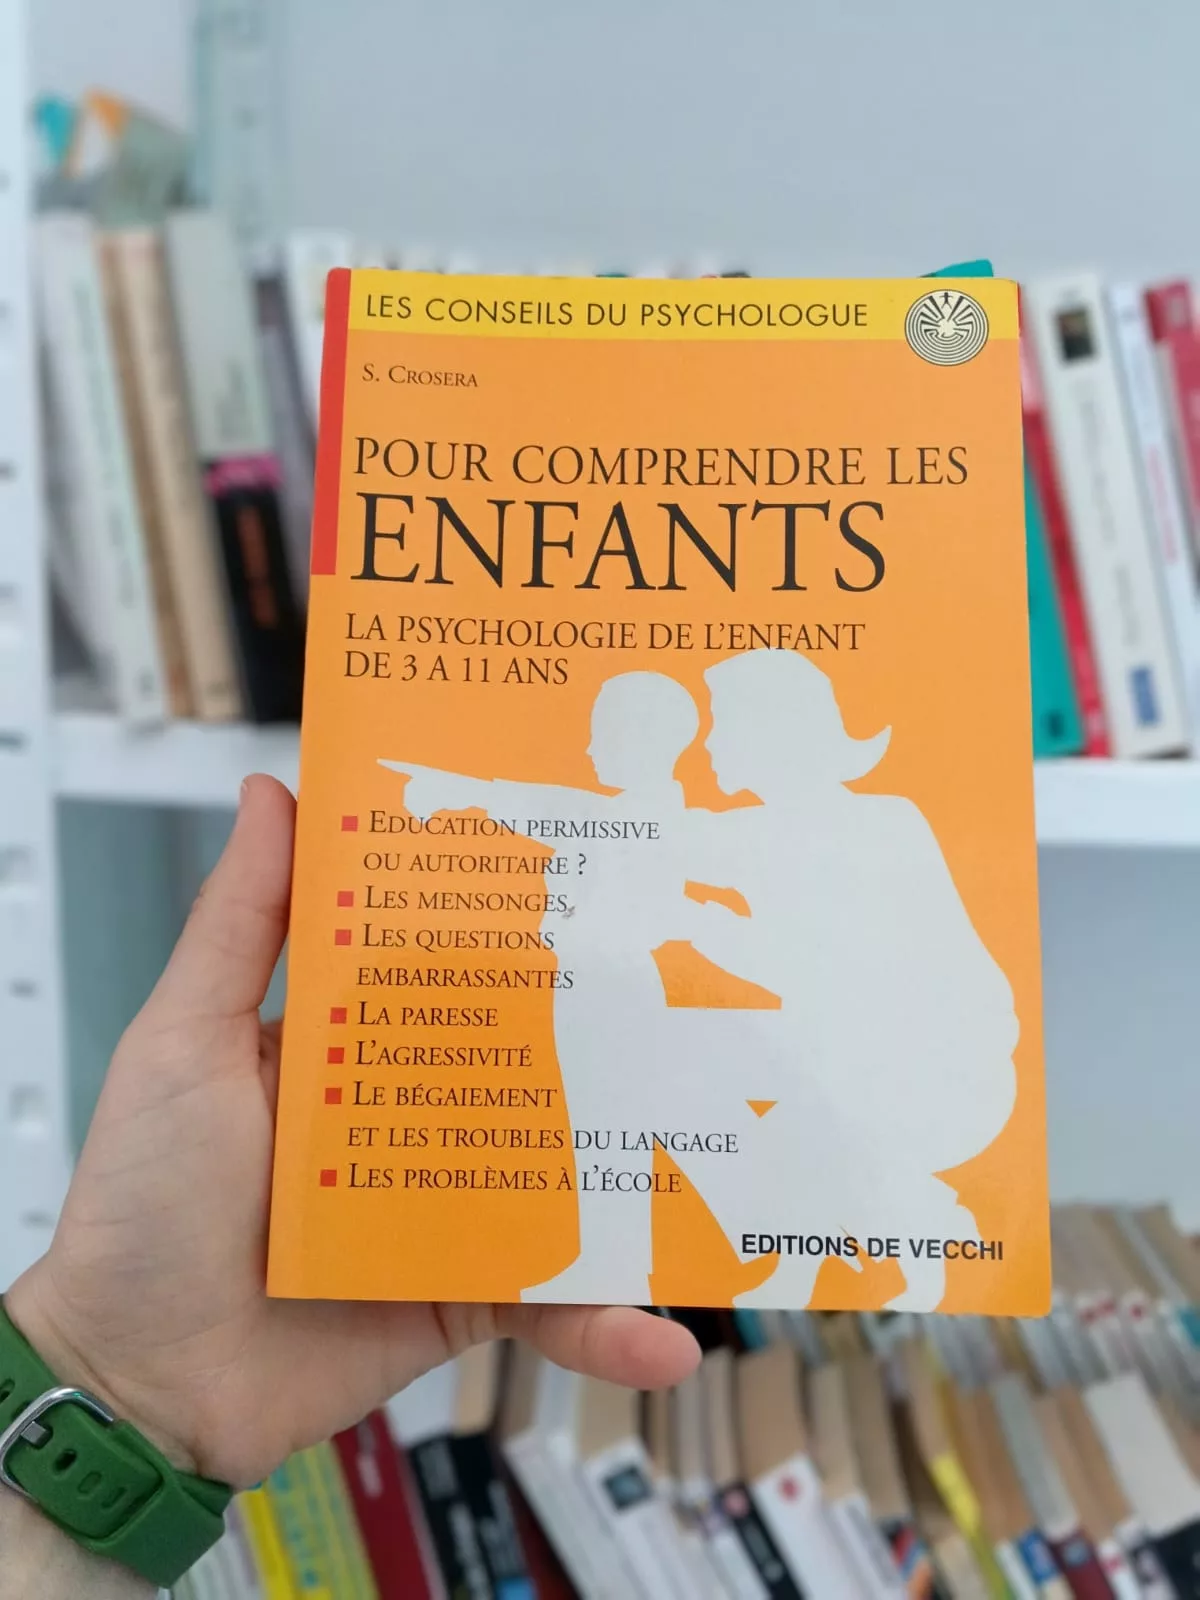 LES CONSEILS DU PSYCHOLOGUE
S. CROSERA
POUR COMPRENDRE LES
ENFANTS
LA PSYCHOLOGIE DE L'ENFANT
DE 3 A 11 ANS
EDUCATION PERMISSIVE
OU AUTORITAIRE ?
LES MENSONGES
LES QUESTIONS
EMBARRASSANTES
LA PARESSE
L'AGRESSIVITÉ
LE BÉGAIEMENT
ET LES TROUBLES DU LANGAGE
LES PROBLÈMES À L'ÉCOLE
EDITIONS DE VECCHI